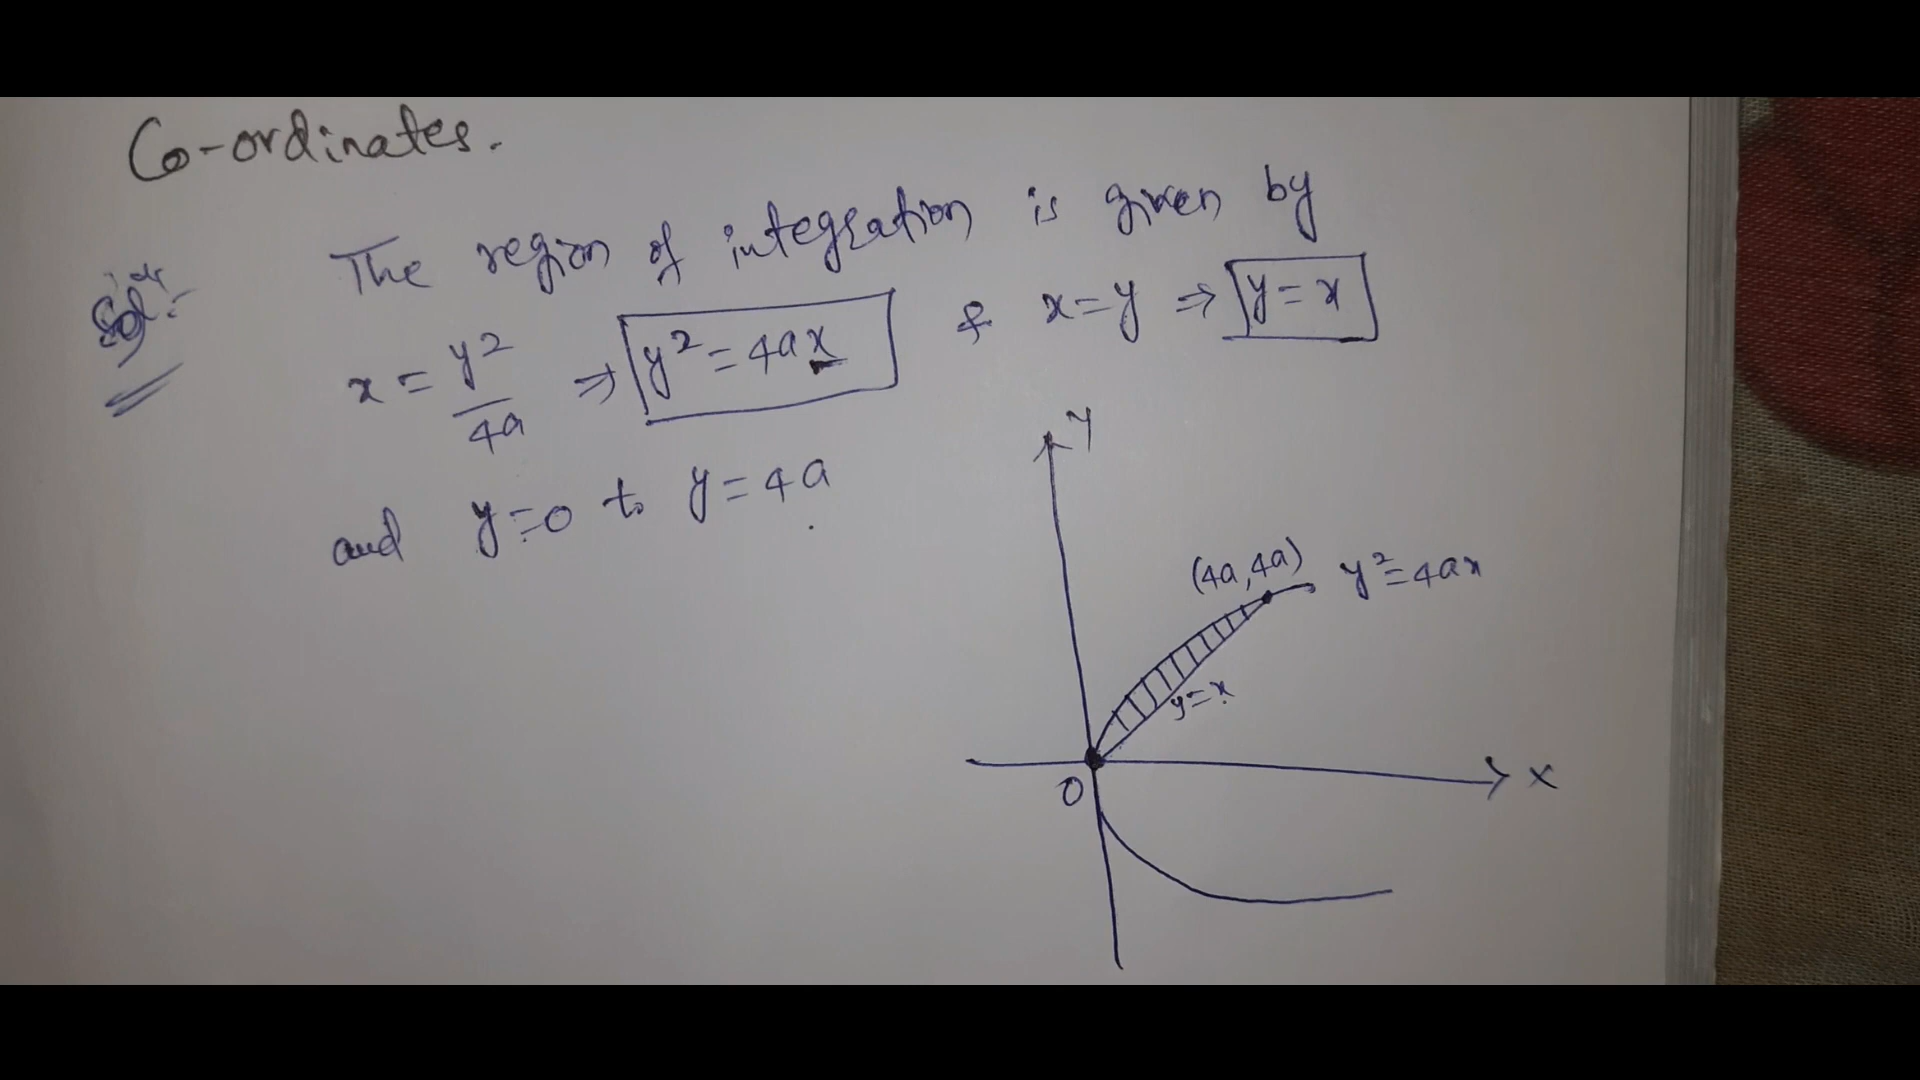 Co-ordinates.
Sol:- The region of integration is given by
x = y²/4a ⇒ y² = 4ax & x=y ⇒ y=x
and y=0 to y=4a
Y
(4a,4a) y²=4ax
y=x
O X